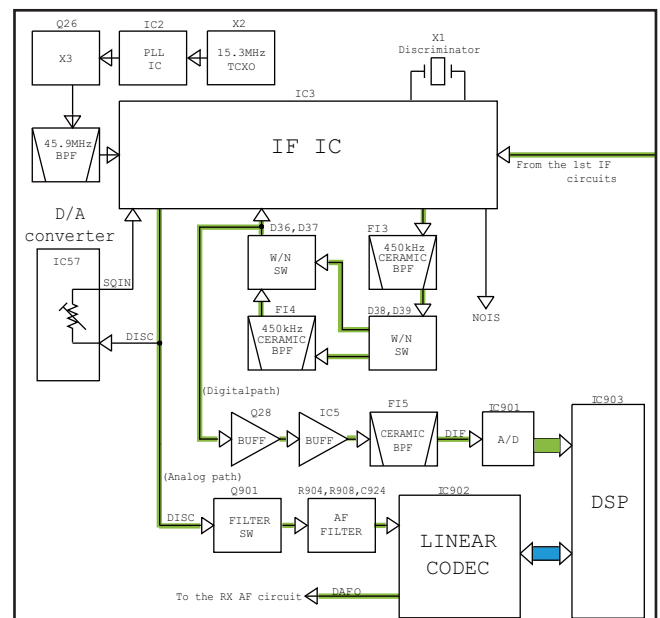 Q26
IC2
X2
X3
PLL
IC
15.3MHz
TCXO
X1
Discriminator
IC3
IF IC
45.9MHz
BPF
From the 1st IF
circuits
D/A
converter
IC57
SQIN
DISC
D36,D37
W/N
SW
FI3
450kHz
CERAMIC
BPF
NOIS
FI4
450kHz
CERAMIC
BPF
D38,D39
W/N
SW
(Digitalpath)
Q28
BUFF
IC5
BUFF
FI5
CERAMIC
BPF
DIF
IC901
A/D
IC903
DSP
(Analog path)
DISC
Q901
FILTER
SW
R904,R908,C924
AF
FILTER
IC902
LINEAR
CODEC
To the RX AF circuit
DAFO